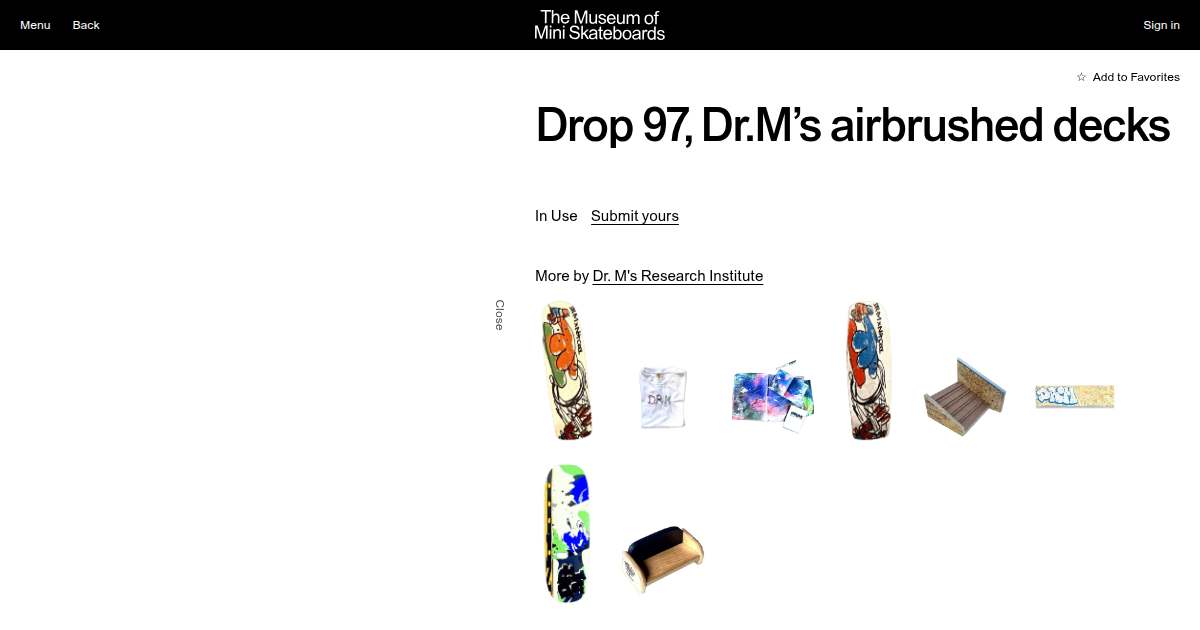 Menu
Back
The Museum of
Mini Skateboards
Sign in
☆ Add to Favorites
Drop 97, Dr.M’s airbrushed decks
In Use Submit yours
More by Dr. M's Research Institute
Close
DR.M